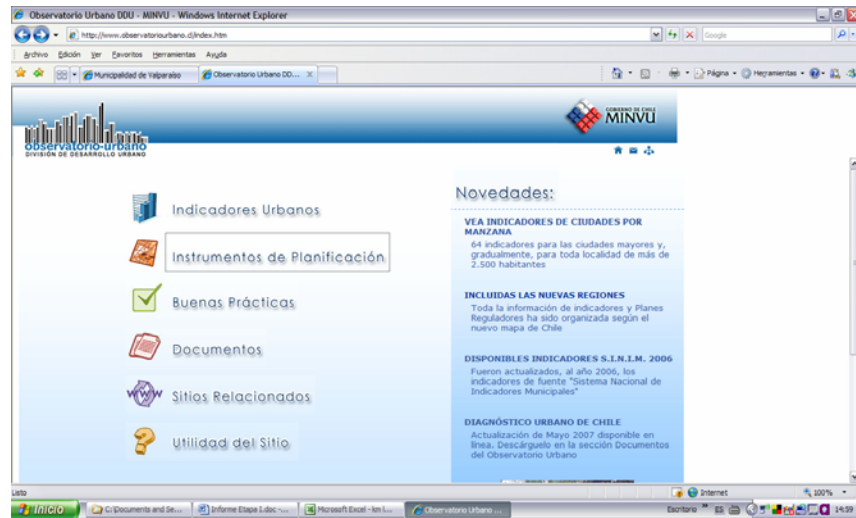 Observatorio Urbano DDU - MINVU - Windows Internet Explorer
http://www.observatoriourbano.cl/index.htm
Google
Archivo Edición Ver Favoritos Herramientas Ayuda
Municipalidad de Valparaíso
Observatorio Urbano DD...
Página
Herramientas
observatorio-urbano
DIVISIÓN DE DESARROLLO URBANO
GOBIERNO DE CHILE
MINVU
Indicadores Urbanos
Instrumentos de Planificación
Buenas Prácticas
Documentos
Sitios Relacionados
Utilidad del Sitio
Novedades:
VEA INDICADORES DE CIUDADES POR
MANZANA
64 indicadores para las ciudades mayores y,
gradualmente, para toda localidad de más de
2.500 habitantes
INCLUIDAS LAS NUEVAS REGIONES
Toda la información de indicadores y Planes
Reguladores ha sido organizada según el
nuevo mapa de Chile
DISPONIBLES INDICADORES S.I.N.I.M. 2006
Fueron actualizados, al año 2006, los
indicadores de fuente "Sistema Nacional de
Indicadores Municipales"
DIAGNÓSTICO URBANO DE CHILE
Actualización de Mayo 2007 disponible en
línea. Descárguelo en la sección Documentos
del Observatorio Urbano
Listo
Internet
100%
Inicio
C:\Documents and Se...
Informe Etapa I.doc -...
Microsoft Excel - km l...
Observatorio Urbano ...
Escritorio
ES
14:59